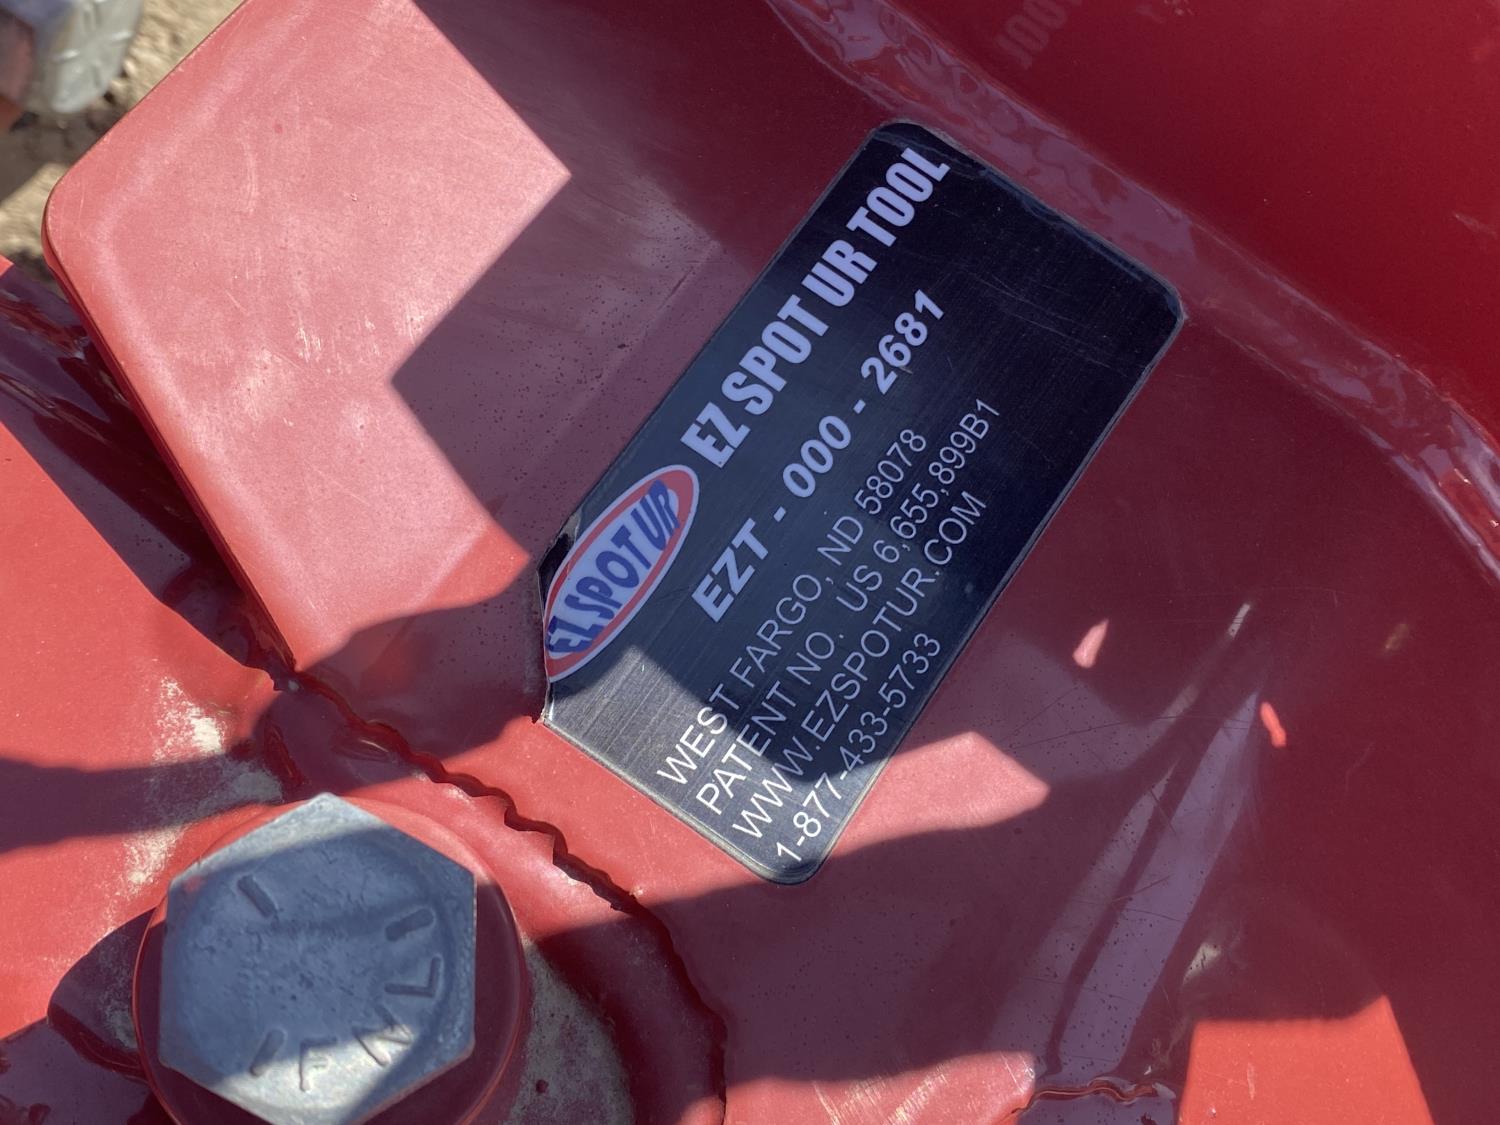 EZ SPOT UR TOOL
EZ SPOT UR
EZT - 000 - 2681
WEST FARGO, ND 58078
PATENT NO. US 6,655,899B1
WWW.EZSPOTUR.COM
1-877-433-5733